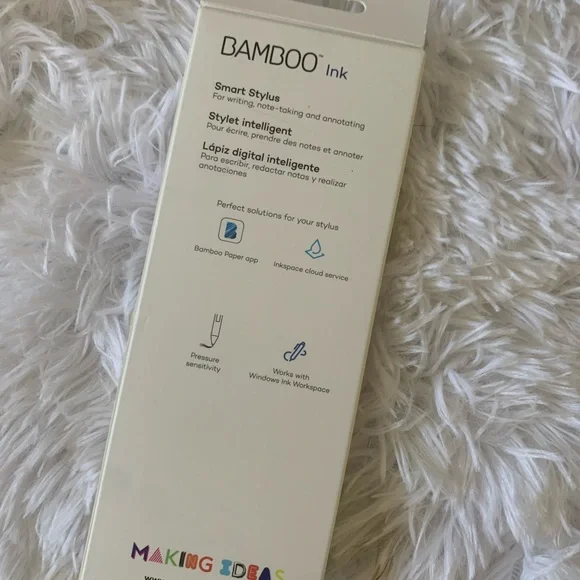 BAMBOO™ Ink
Smart Stylus
For writing, note-taking and annotating
Stylet intelligent
Pour écrire, prendre des notes et annoter
Lápiz digital inteligente
Para escribir, redactar notas y realizar
anotaciones
Perfect solutions for your stylus
Bamboo Paper app
Inkspace cloud service
Pressure
sensitivity
Works with
Windows Ink Workspace
MAKING IDEAS